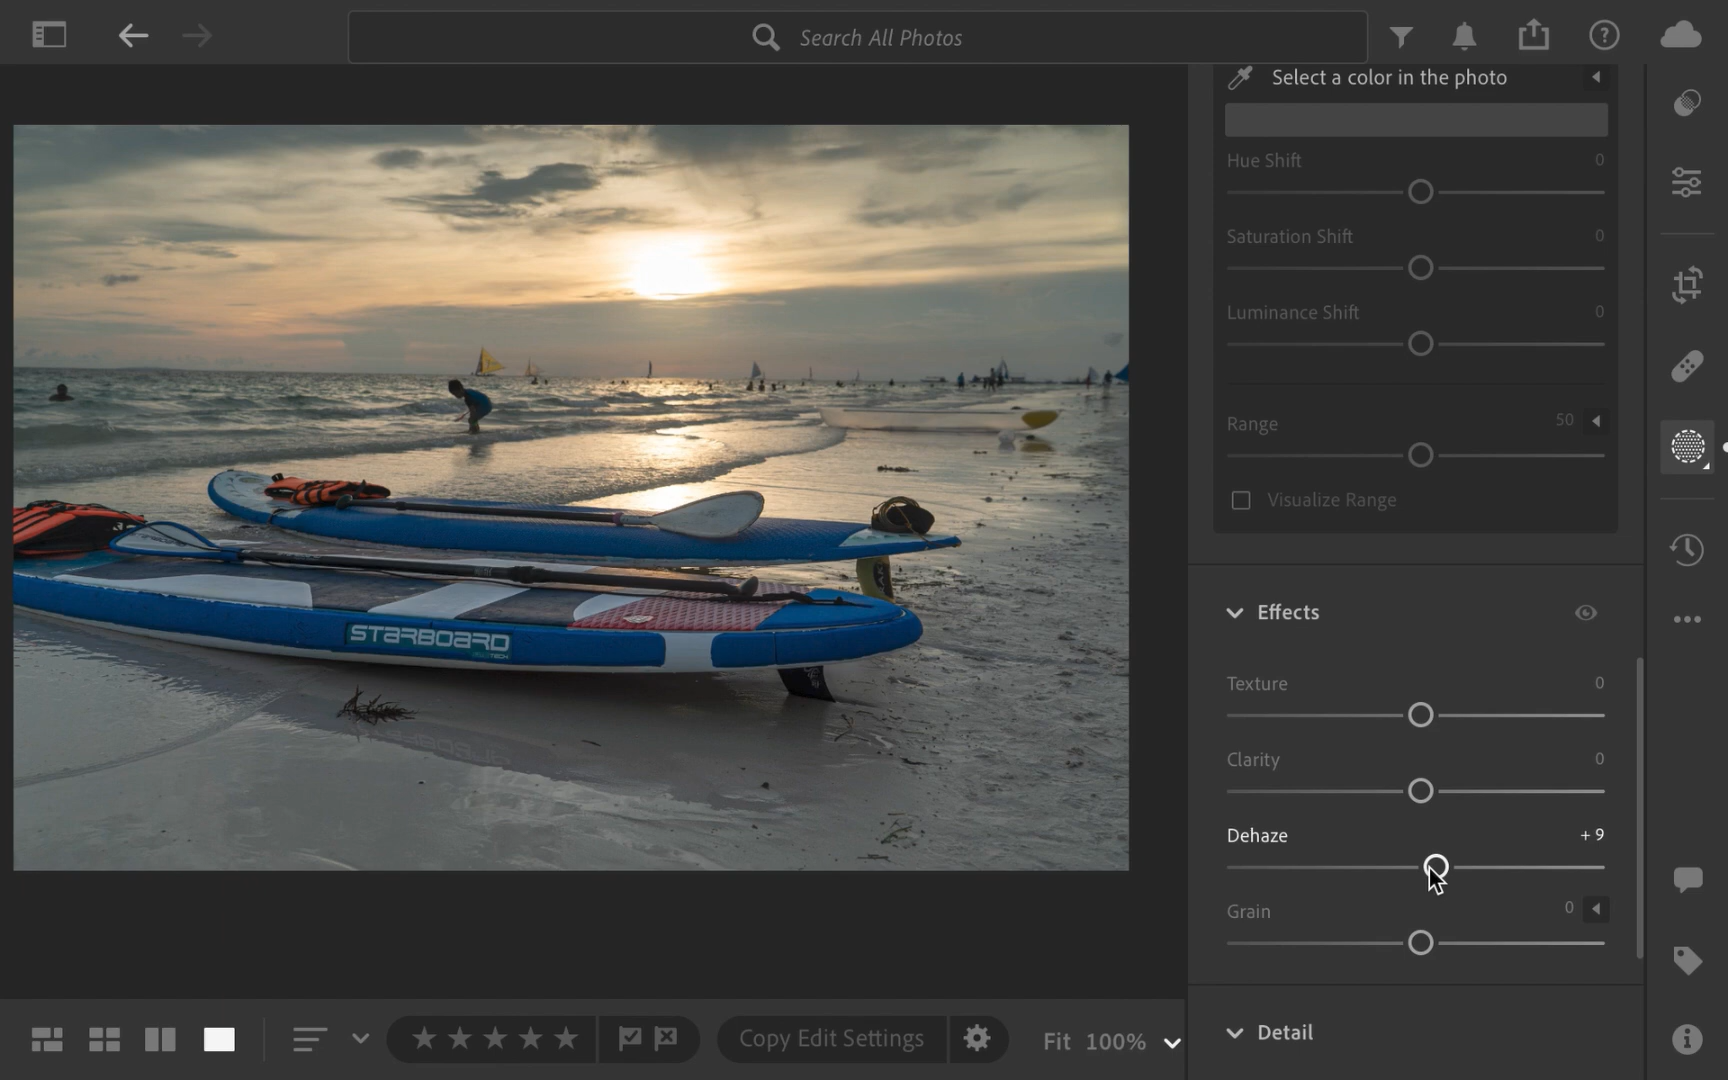 Search All Photos
Select a color in the photo
Hue Shift 0
Saturation Shift 0
Luminance Shift 0
Range 50
Visualize Range
Effects
Texture 0
Clarity 0
Dehaze + 9
Grain 0
Detail
STARBOARD
Copy Edit Settings
Fit 100%